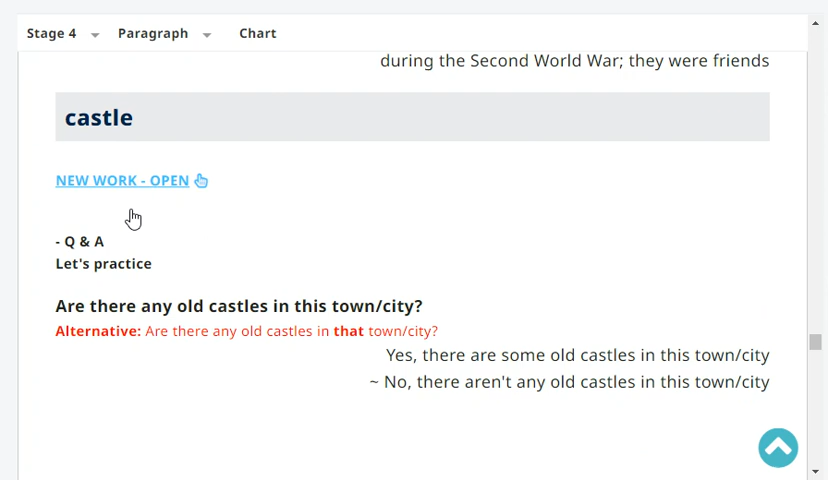 Stage 4 Paragraph Chart
during the Second World War; they were friends
castle
NEW WORK - OPEN
- Q & A
Let's practice
Are there any old castles in this town/city?
Alternative: Are there any old castles in that town/city?
Yes, there are some old castles in this town/city
~ No, there aren't any old castles in this town/city